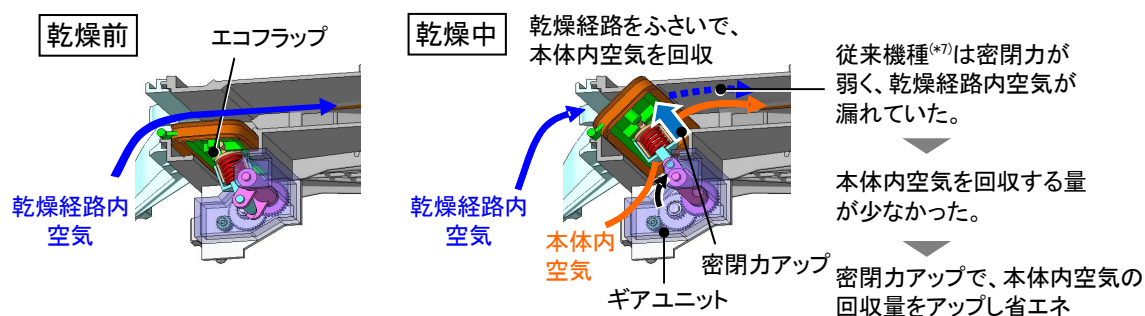 乾燥前
エコフラップ
乾燥経路内
空気
乾燥中
乾燥経路をふさいで、
本体内空気を回収
乾燥経路内
空気
本体内
空気
密閉力アップ
ギアユニット
従来機種(*7)は密閉力が
弱く、乾燥経路内空気が
漏れていた。
本体内空気を回収する量
が少なかった。
密閉力アップで、本体内空気の
回収量をアップし省エネ